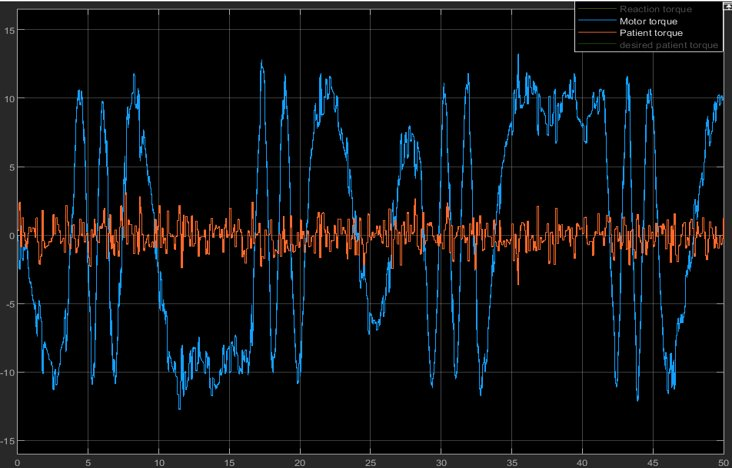 Reaction torque
Motor torque
Patient torque
desired patient torque
15
10
5
0
-5
-10
-15
0 5 10 15 20 25 30 35 40 45 50